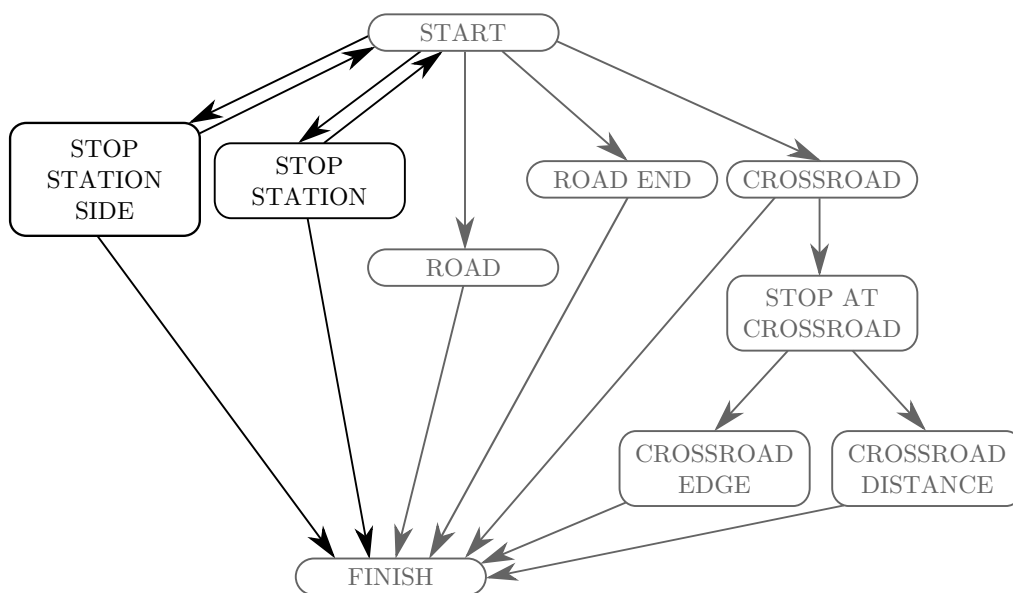 START
STOP
STATION
SIDE
STOP
STATION
ROAD END
CROSSROAD
ROAD
STOP AT
CROSSROAD
CROSSROAD
EDGE
CROSSROAD
DISTANCE
FINISH